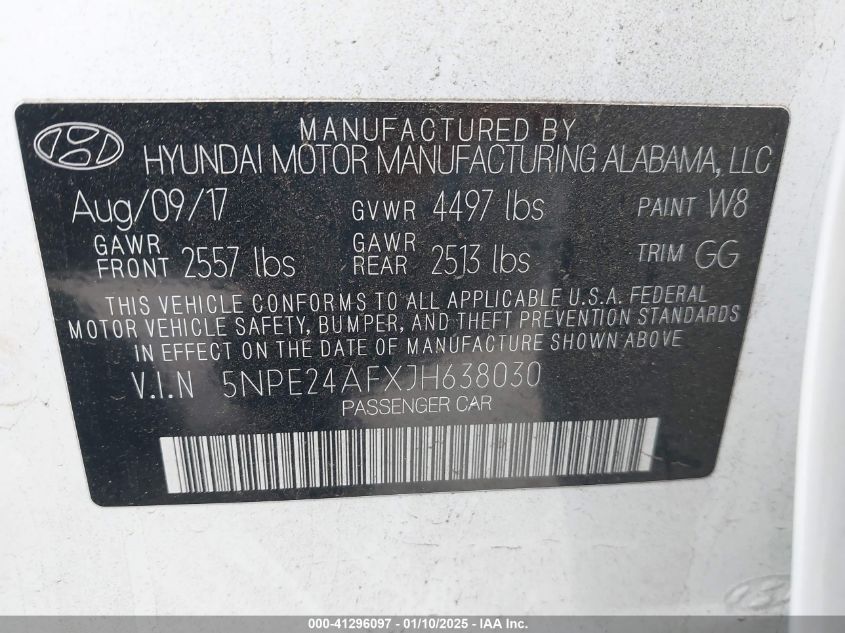 MANUFACTURED BY
HYUNDAI MOTOR MANUFACTURING ALABAMA, LLC
Aug/09/17 GVWR 4497 lbs PAINT W8
GAWR FRONT 2557 lbs GAWR REAR 2513 lbs TRIM GG
THIS VEHICLE CONFORMS TO ALL APPLICABLE U.S.A. FEDERAL
MOTOR VEHICLE SAFETY, BUMPER, AND THEFT PREVENTION STANDARDS
IN EFFECT ON THE DATE OF MANUFACTURE SHOWN ABOVE.
V.I.N 5NPE24AFXJH638030
PASSENGER CAR
000-41296097 - 01/10/2025 - IAAI Inc.